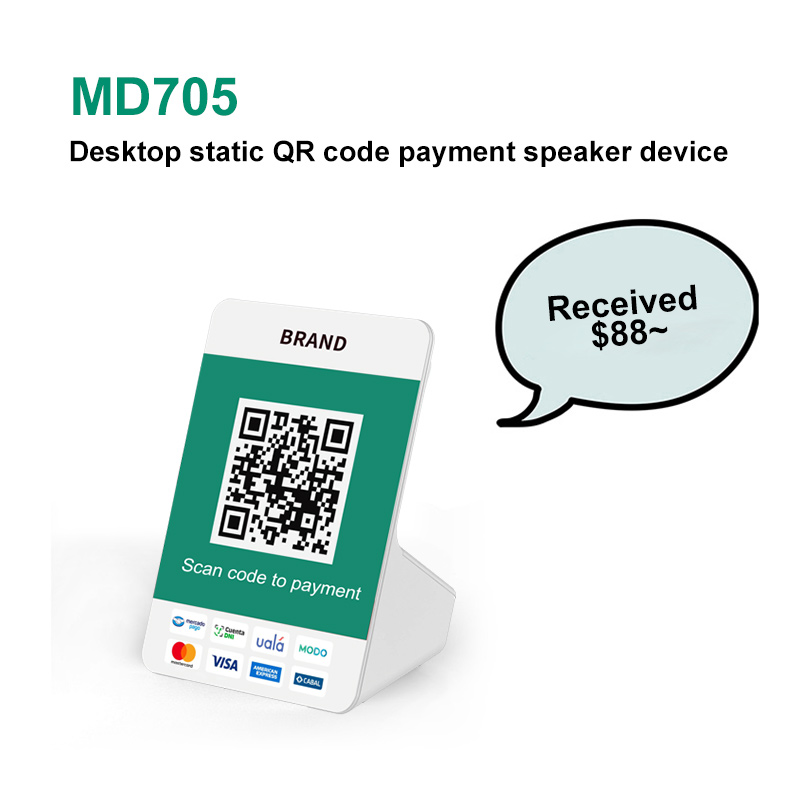 MD705
Desktop static QR code payment speaker device
Received
$88~
BRAND
Scan code to payment
mercado
pago
Cuenta
DNI
ualá
MODO
mastercard
VISA
AMERICAN
EXPRESS
CABAL